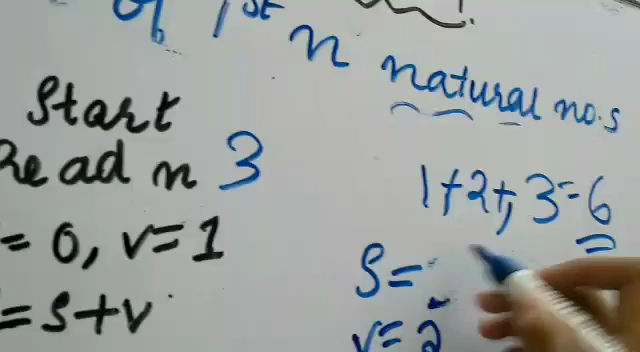 of 1st
n natural no.s
Start
Read n 3
1+2+,3=6
= 0, v=1
S=
= s+v
v=2